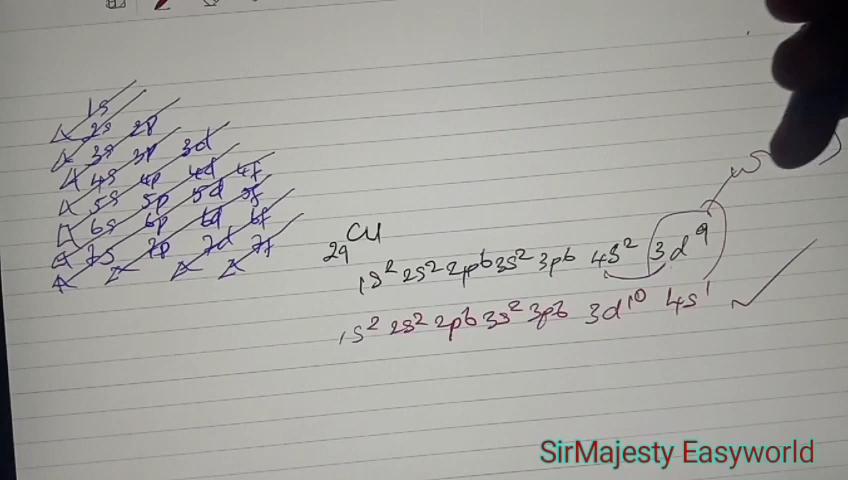 1s
2s 2p
3s 3p 3d
4s 4p 4d 4f
5s 5p 5d 5f
6s 6p 6d 6f
7s 7p 7d 7f
₂₉Cu
1s² 2s² 2p⁶ 3s² 3p⁶ 4s² 3d⁹
1s² 2s² 2p⁶ 3s² 3p⁶ 3d¹⁰ 4s¹
SirMajesty Easyworld